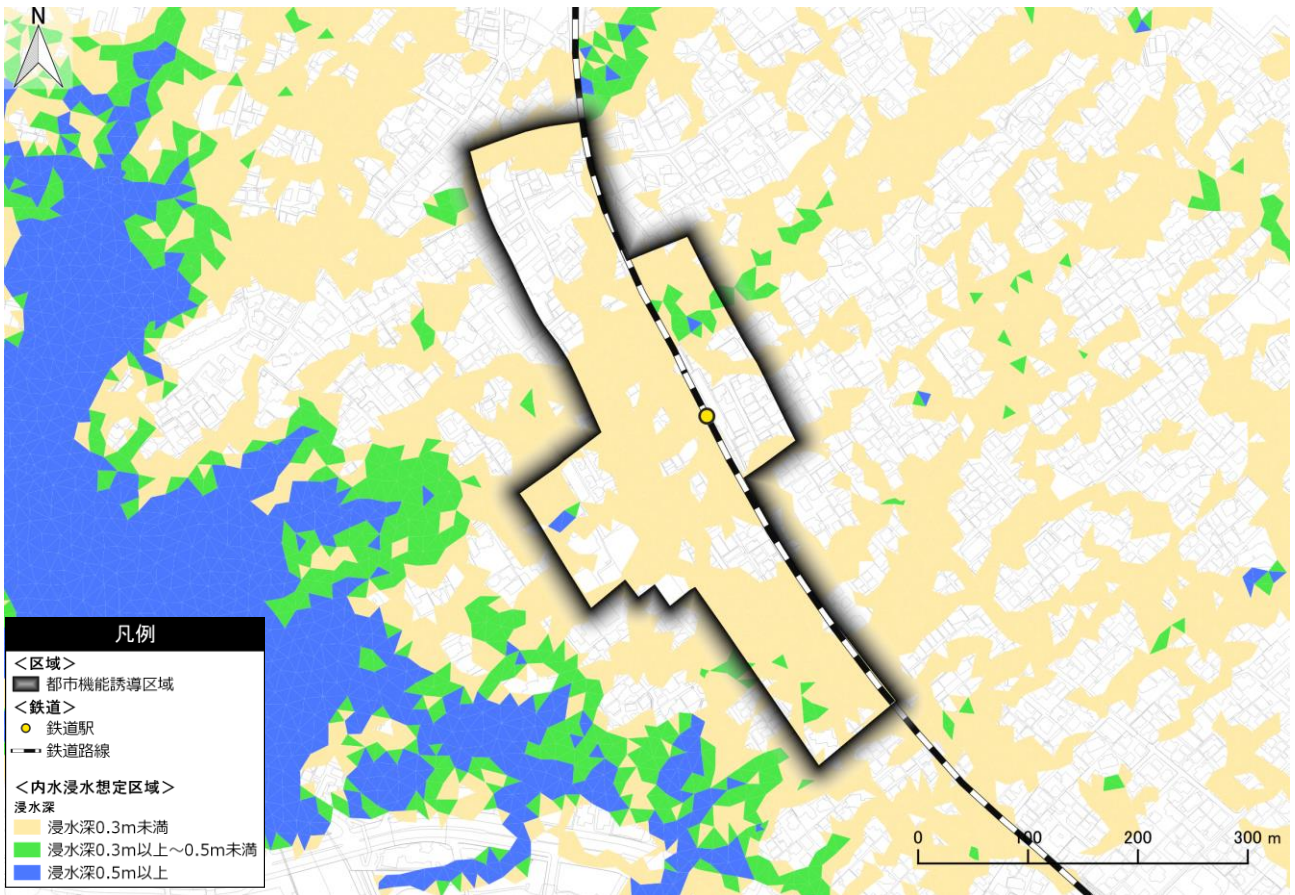 N
凡例
＜区域＞
都市機能誘導区域
＜鉄道＞
鉄道駅
鉄道路線
＜内水浸水想定区域＞
浸水深
浸水深0.3m未満
浸水深0.3m以上～0.5m未満
浸水深0.5m以上
0 100 200 300 m